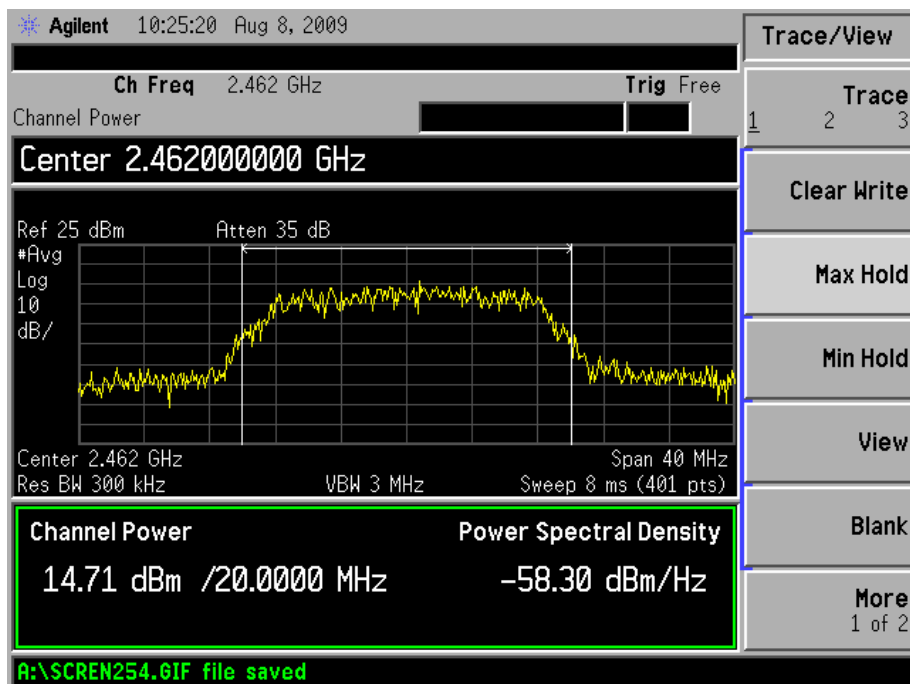 Agilent 10:25:20 Aug 8, 2009
Trace/View
Ch Freq 2.462 GHz Trig Free
Channel Power
Trace
1 2 3
Center 2.462000000 GHz
Clear Write
Ref 25 dBm Atten 35 dB
#Avg
Log
10
dB/
Max Hold
Min Hold
View
Center 2.462 GHz Span 40 MHz
Res BW 300 kHz VBW 3 MHz Sweep 8 ms (401 pts)
Blank
Channel Power Power Spectral Density
14.71 dBm /20.0000 MHz -58.30 dBm/Hz
More
1 of 2
A:\SCREN254.GIF file saved